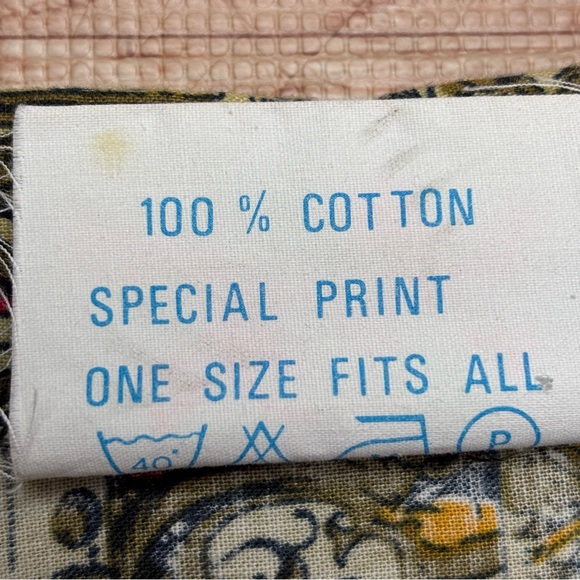 100 % COTTON
SPECIAL PRINT
ONE SIZE FITS ALL
40°
P